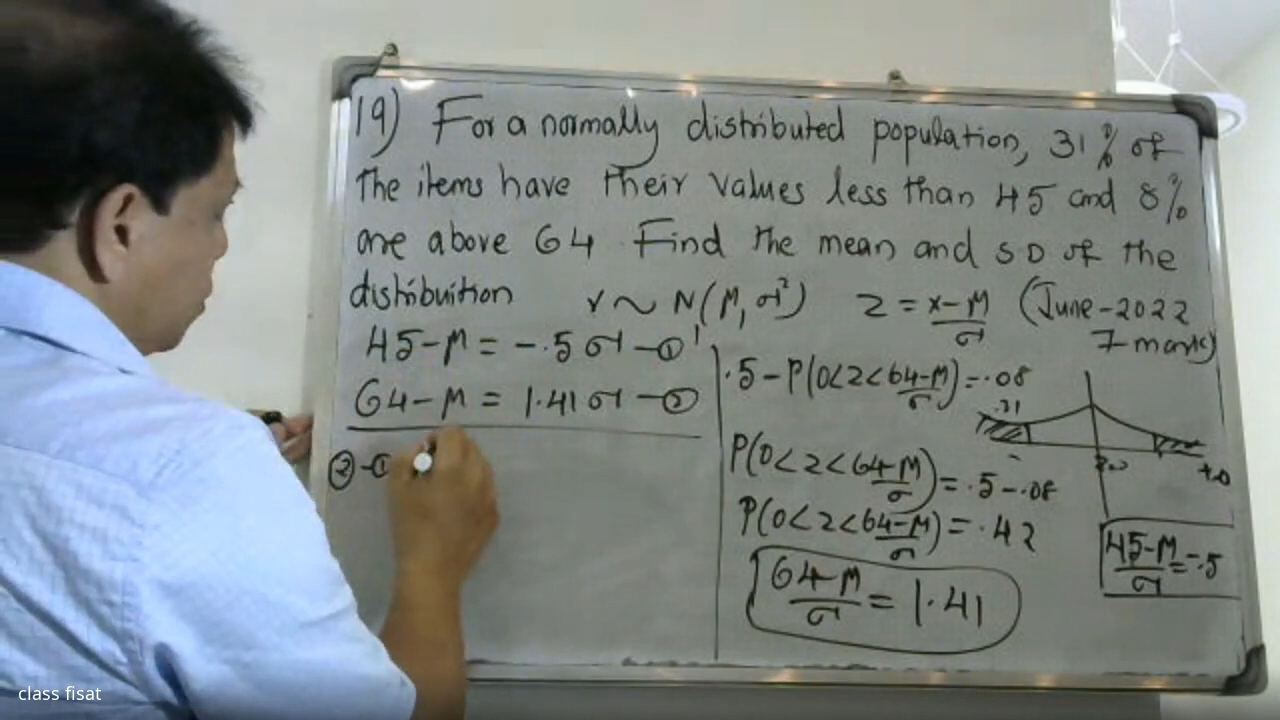 19) For a normally distributed population, 31% of
the items have their values less than 45 and 8%
are above 64. Find the mean and SD of the
distribuition x ~ N(μ, σ²) z = x-μ/σ (June-2022
7 marks)
45-μ = -.5σ -①
64-μ = 1.41σ -②
②-①
.5-P(0<z<64-μ/σ)=.08
P(0<z<64-μ/σ) = .5-.08
P(0<z<64-μ/σ) = .42
64-μ/σ = 1.41
.31
45-μ/σ = -.5
class fisat